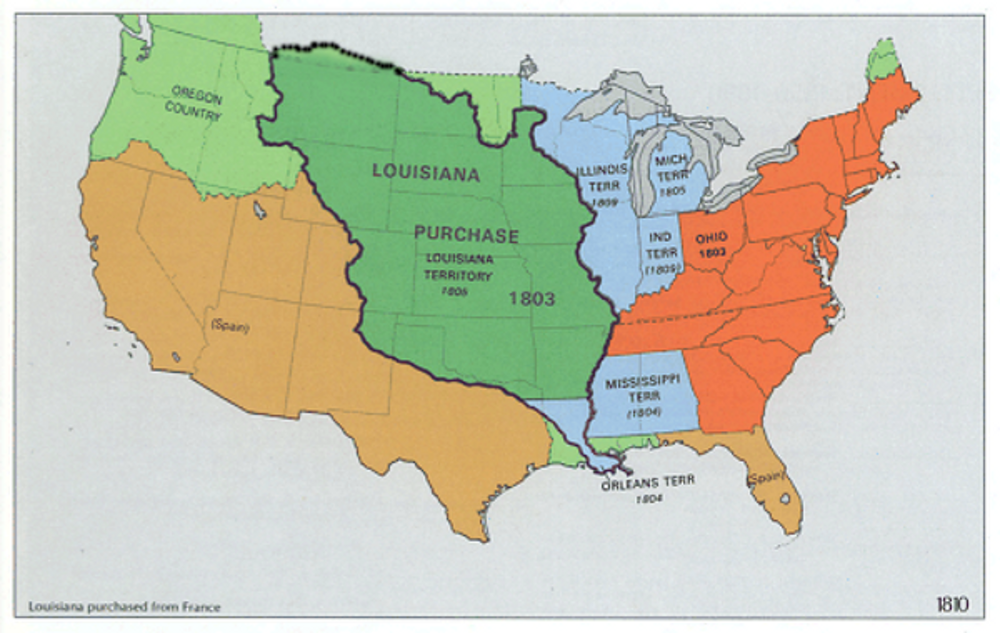 OREGON
COUNTRY
LOUISIANA
PURCHASE
LOUISIANA
TERRITORY
1805
1803
(Spain)
ILLINOIS
TERR
1809
MICH
TERR
1805
IND
TERR
(1809)
OHIO
1803
MISSISSIPPI
TERR
(1804)
ORLEANS TERR
1804
(Spain)
Louisiana purchased from France
1810